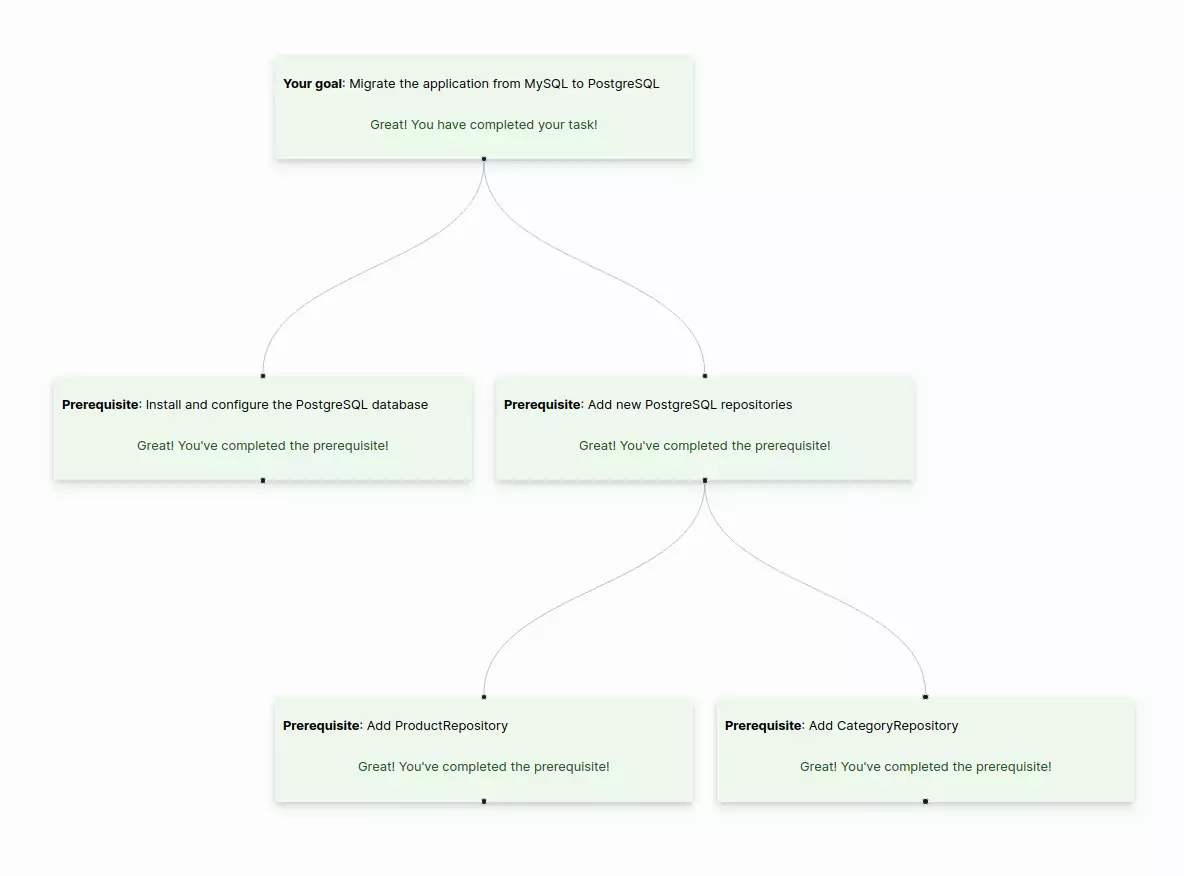 Your goal: Migrate the application from MySQL to PostgreSQL
Great! You have completed your task!
Prerequisite: Install and configure the PostgreSQL database
Great! You've completed the prerequisite!
Prerequisite: Add new PostgreSQL repositories
Great! You've completed the prerequisite!
Prerequisite: Add ProductRepository
Great! You've completed the prerequisite!
Prerequisite: Add CategoryRepository
Great! You've completed the prerequisite!